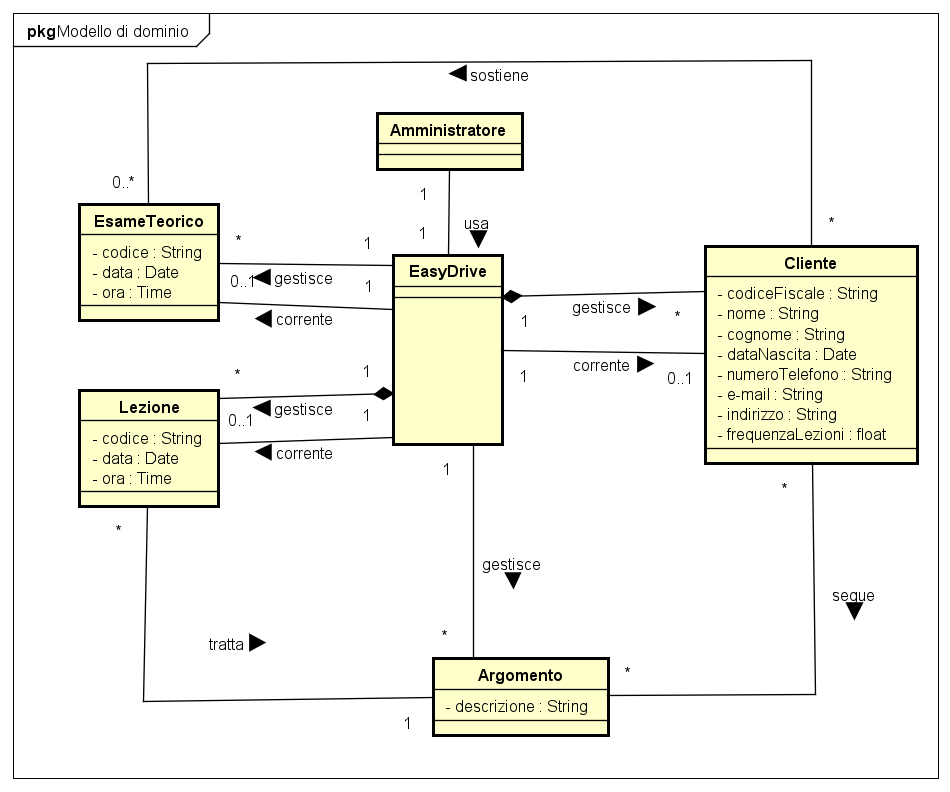 pkg Modello di dominio
sostiene
Amministratore
1
1
usa
0..*
EsameTeorico
- codice : String
- data : Date
- ora : Time
*
1
gestisce
0..1
1
corrente
EasyDrive
*
Cliente
- codiceFiscale : String
- nome : String
- cognome : String
- dataNascita : Date
- numeroTelefono : String
- e-mail : String
- indirizzo : String
- frequenzaLezioni : float
gestisce
1
*
corrente
1
0..1
*
1
gestisce
0..1
1
corrente
Lezione
- codice : String
- data : Date
- ora : Time
*
1
gestisce
*
*
segue
*
tratta
1
Argomento
- descrizione : String